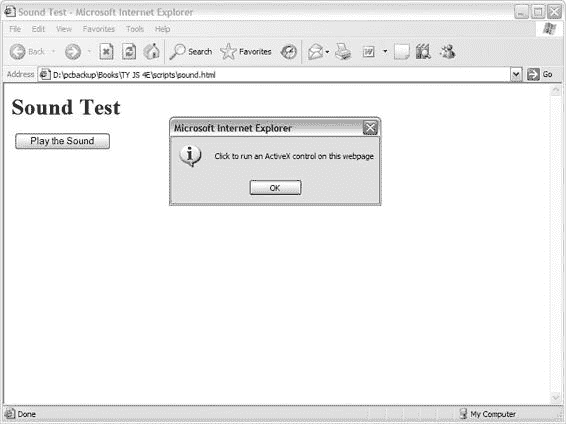 Sound Test - Microsoft Internet Explorer
File Edit View Favorites Tools Help
Back Search Favorites
Address D:\pcbackup\Books\TY JS 4E\scripts\sound.html Go
Sound Test
Play the Sound
Microsoft Internet Explorer
Click to run an ActiveX control on this webpage
OK
Done My Computer